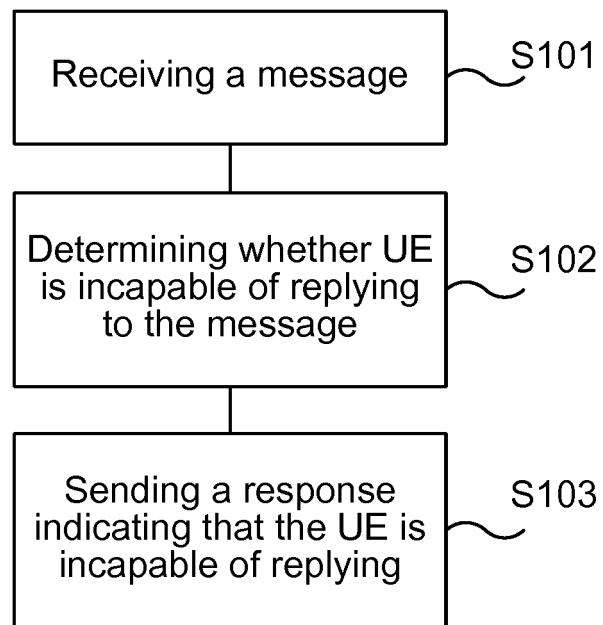 Receiving a message
S101
Determining whether UE
is incapable of replying
to the message
S102
Sending a response
indicating that the UE is
incapable of replying
S103